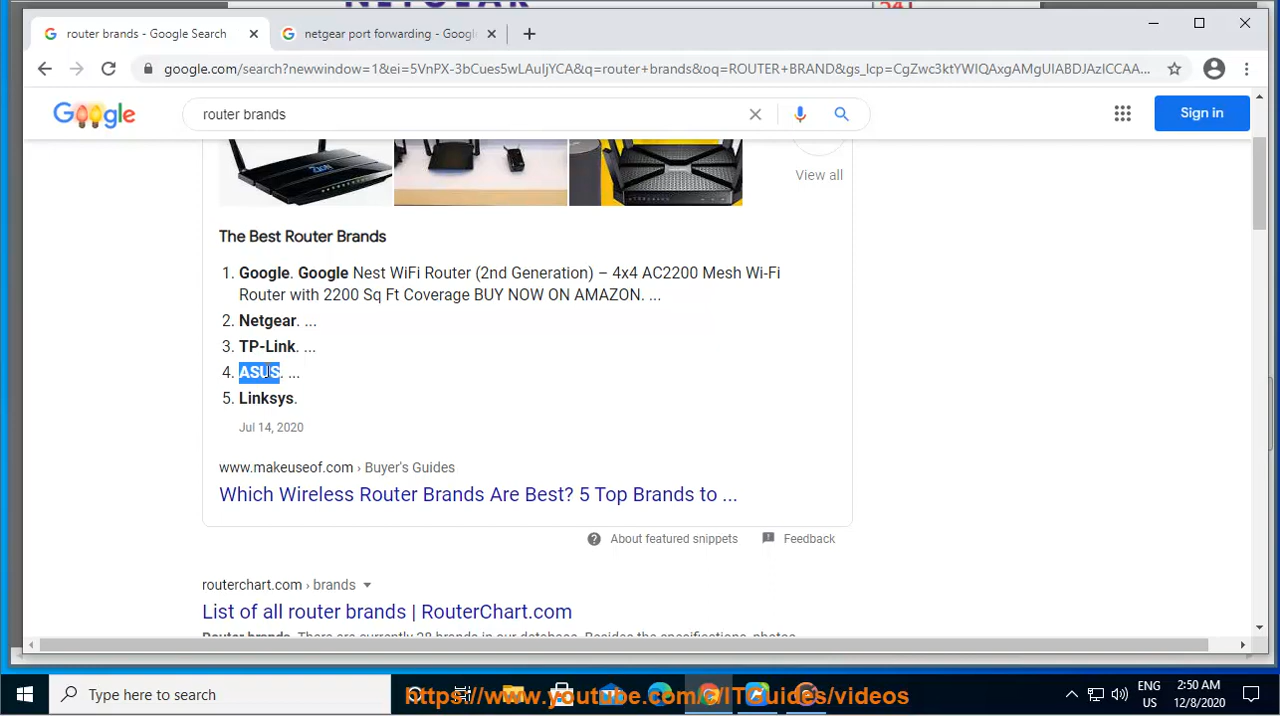 NETGEAR
541
router brands - Google Search
netgear port forwarding - Googl
google.com/search?newwindow=1&ei=5VnPX-3bCues5wLAuIjYCA&q=router+brands&oq=ROUTER+BRAND&gs_lcp=CgZwc3ktYWIQAxgAMgUIABDJAzICCAA...
Google
router brands
Sign in
ZION
View all
The Best Router Brands
1. Google. Google Nest WiFi Router (2nd Generation) – 4x4 AC2200 Mesh Wi-Fi
Router with 2200 Sq Ft Coverage BUY NOW ON AMAZON. ...
2. Netgear. ...
3. TP-Link. ...
4. ASUS. ...
5. Linksys.
Jul 14, 2020
www.makeuseof.com › Buyer's Guides
Which Wireless Router Brands Are Best? 5 Top Brands to ...
About featured snippets
Feedback
routerchart.com › brands
List of all router brands | RouterChart.com
Router brands. There are currently 28 brands in our database. Besides the specifications, photos
Type here to search
Https://www.youtube.com/c/ITGuides/videos
ENG
US
2:50 AM
12/8/2020